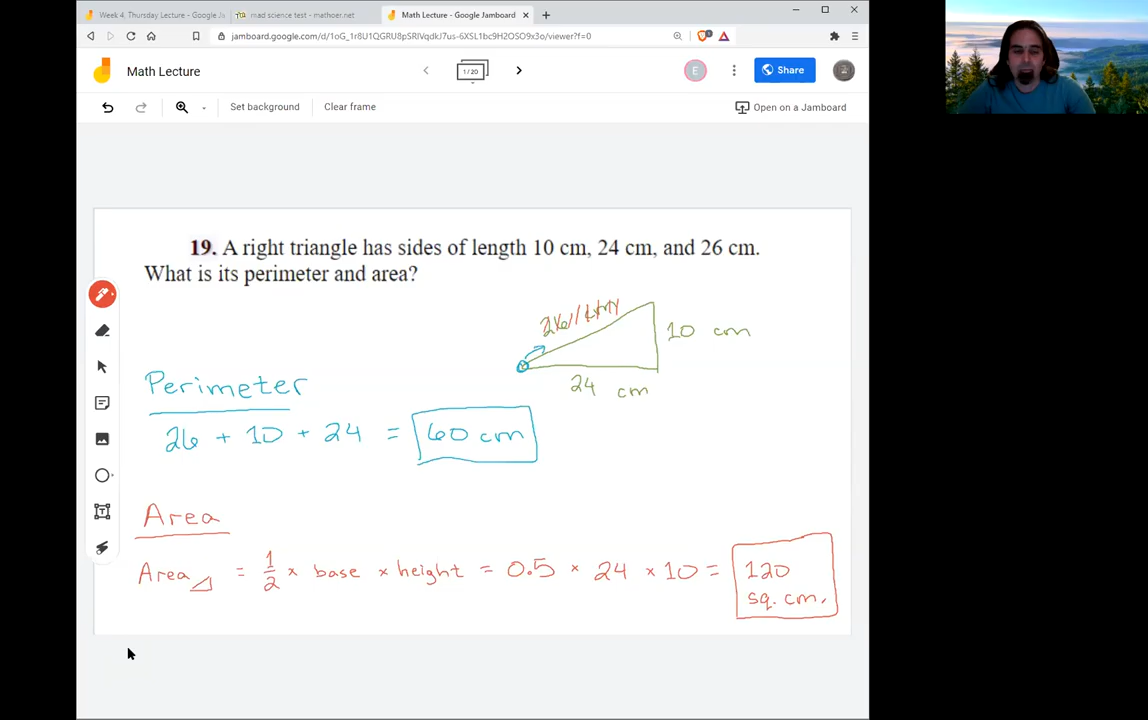 Week 4. Thursday Lecture - Google Ja
mad science test - mathoer.net
Math Lecture - Google Jamboard
jamboard.google.com/d/1oG_1r8U1QGRU8pSRlVqdkJ7us-6XSL1bc9H2OSO9x3o/viewer?f=0
Math Lecture
1/20
E
Share
Set background
Clear frame
Open on a Jamboard
19. A right triangle has sides of length 10 cm, 24 cm, and 26 cm.
What is its perimeter and area?
10 cm
24 cm
Perimeter
26 + 10 + 24 = 60 cm
Area
Area = 1/2 × base × height = 0.5 × 24 × 10 = 120
sq. cm.